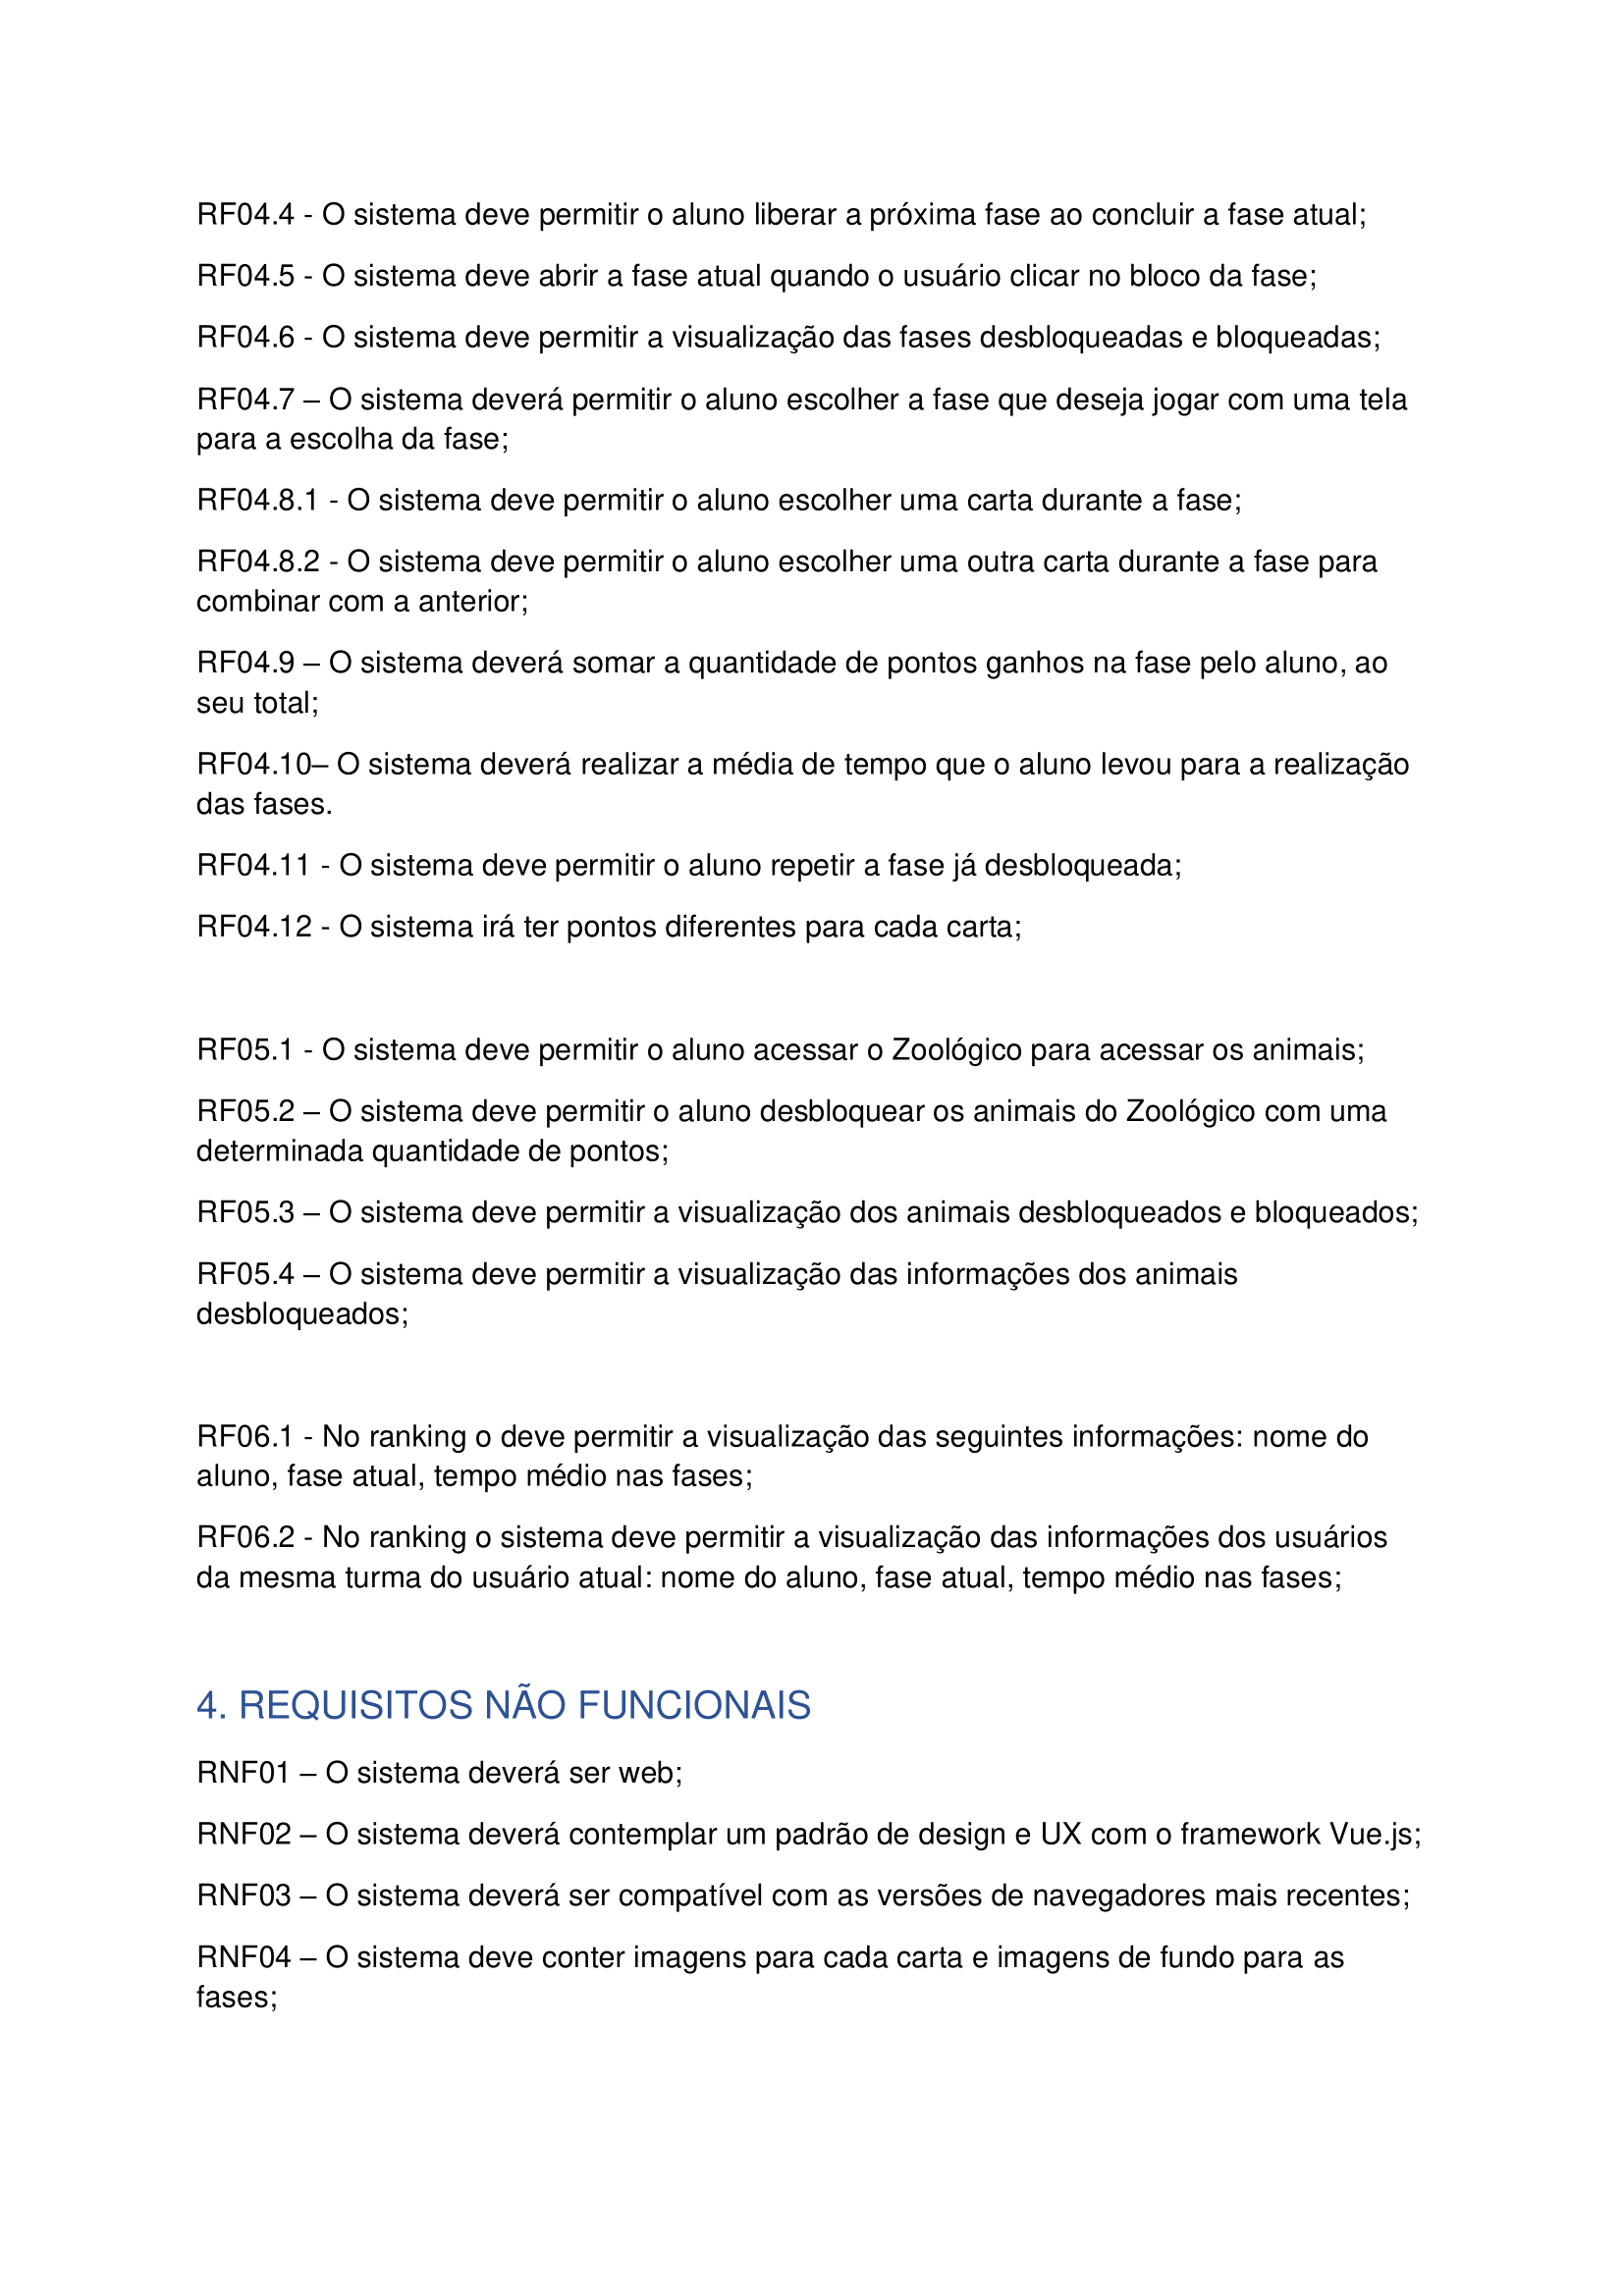 RF04.4 - O sistema deve permitir o aluno liberar a próxima fase ao concluir a fase atual;
RF04.5 - O sistema deve abrir a fase atual quando o usuário clicar no bloco da fase;
RF04.6 - O sistema deve permitir a visualização das fases desbloqueadas e bloqueadas;
RF04.7 – O sistema deverá permitir o aluno escolher a fase que deseja jogar com uma tela
para a escolha da fase;
RF04.8.1 - O sistema deve permitir o aluno escolher uma carta durante a fase;
RF04.8.2 - O sistema deve permitir o aluno escolher uma outra carta durante a fase para
combinar com a anterior;
RF04.9 – O sistema deverá somar a quantidade de pontos ganhos na fase pelo aluno, ao
seu total;
RF04.10– O sistema deverá realizar a média de tempo que o aluno levou para a realização
das fases.
RF04.11 - O sistema deve permitir o aluno repetir a fase já desbloqueada;
RF04.12 - O sistema irá ter pontos diferentes para cada carta;
RF05.1 - O sistema deve permitir o aluno acessar o Zoológico para acessar os animais;
RF05.2 – O sistema deve permitir o aluno desbloquear os animais do Zoológico com uma
determinada quantidade de pontos;
RF05.3 – O sistema deve permitir a visualização dos animais desbloqueados e bloqueados;
RF05.4 – O sistema deve permitir a visualização das informações dos animais
desbloqueados;
RF06.1 - No ranking o deve permitir a visualização das seguintes informações: nome do
aluno, fase atual, tempo médio nas fases;
RF06.2 - No ranking o sistema deve permitir a visualização das informações dos usuários
da mesma turma do usuário atual: nome do aluno, fase atual, tempo médio nas fases;
4. REQUISITOS NÃO FUNCIONAIS
RNF01 – O sistema deverá ser web;
RNF02 – O sistema deverá contemplar um padrão de design e UX com o framework Vue.js;
RNF03 – O sistema deverá ser compatível com as versões de navegadores mais recentes;
RNF04 – O sistema deve conter imagens para cada carta e imagens de fundo para as
fases;